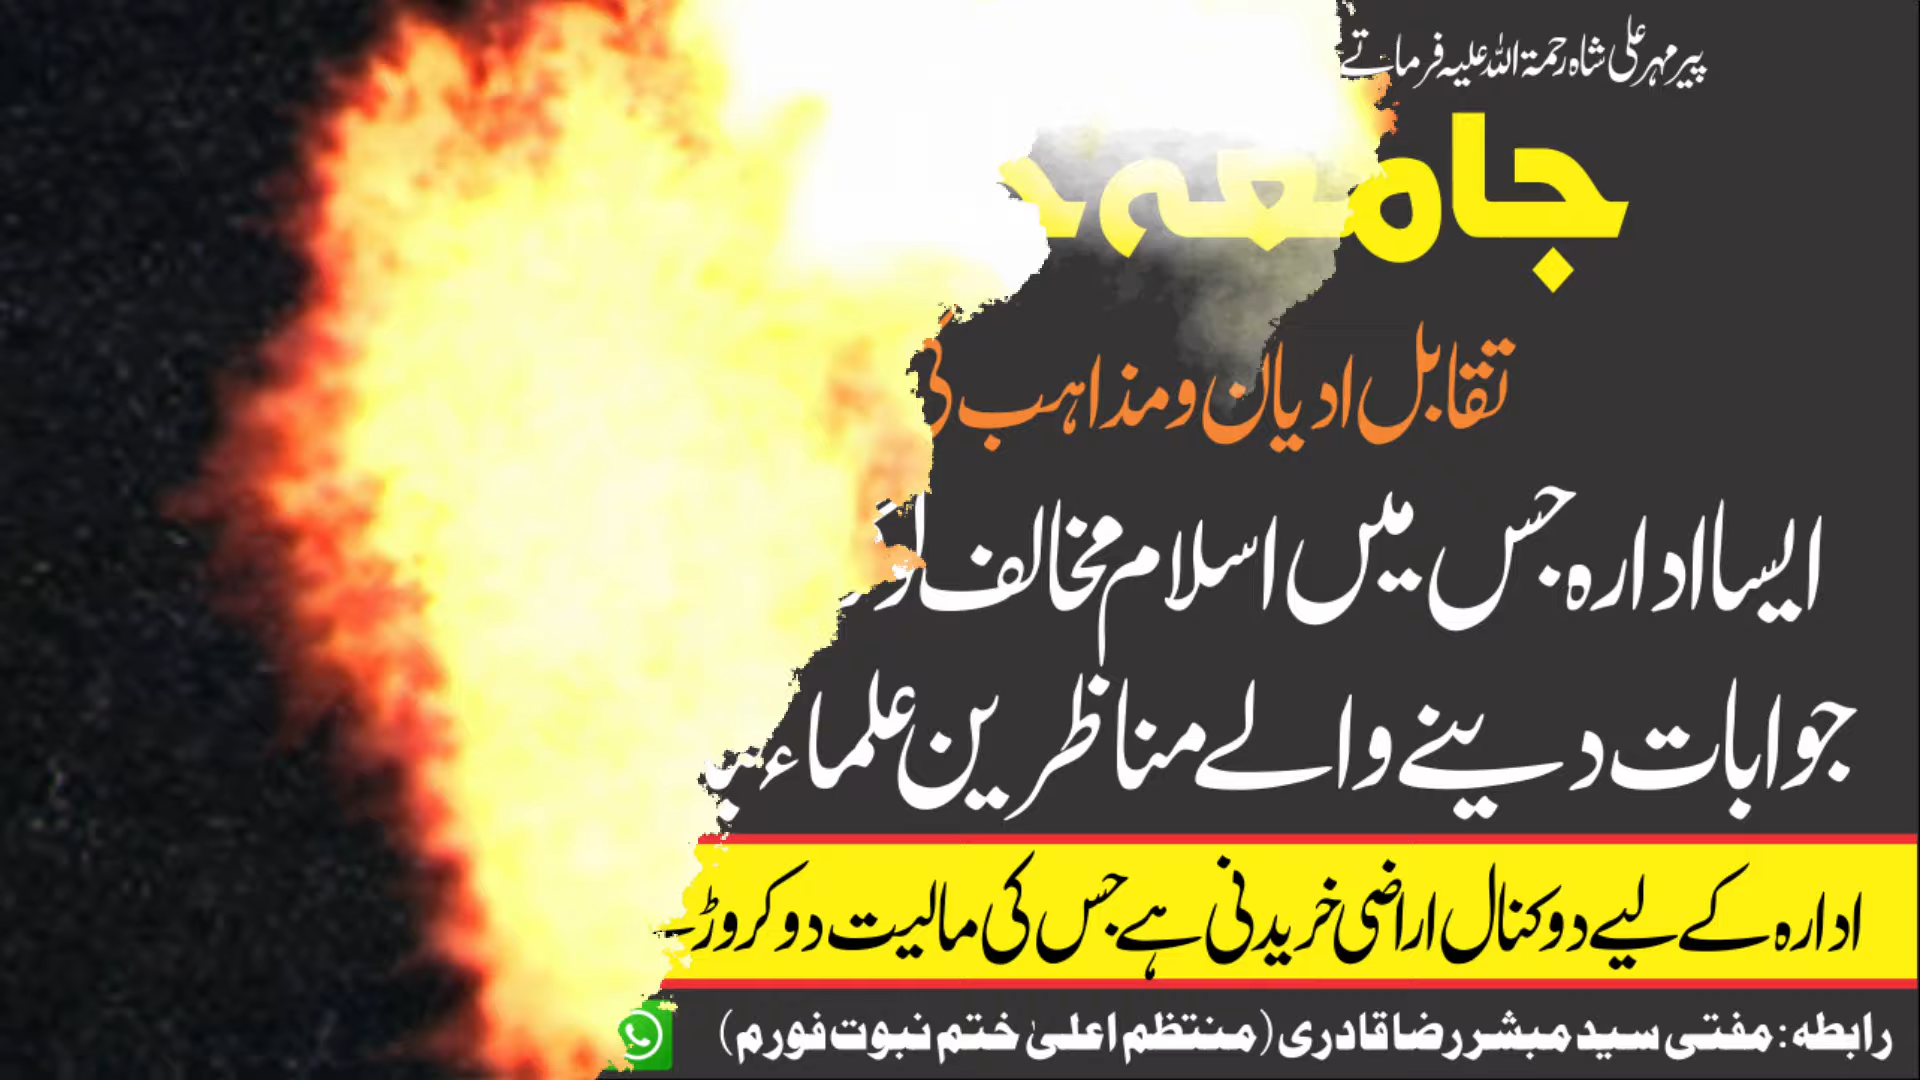 پیر مہر علی شاہ رحمۃ اللہ علیہ فرماتے
جامعہ
تقابل ادیان و مذاہب کی
ایسا ادارہ جس میں اسلام مخالف
جوابات دینے والے مناظرین علماء
ادارہ کے لیے دو کنال اراضی خریدنی ہے جس کی مالیت دو کروڑ
رابطہ: مفتی سید مبشر رضا قادری (منتظم اعلیٰ ختم نبوت فورم)